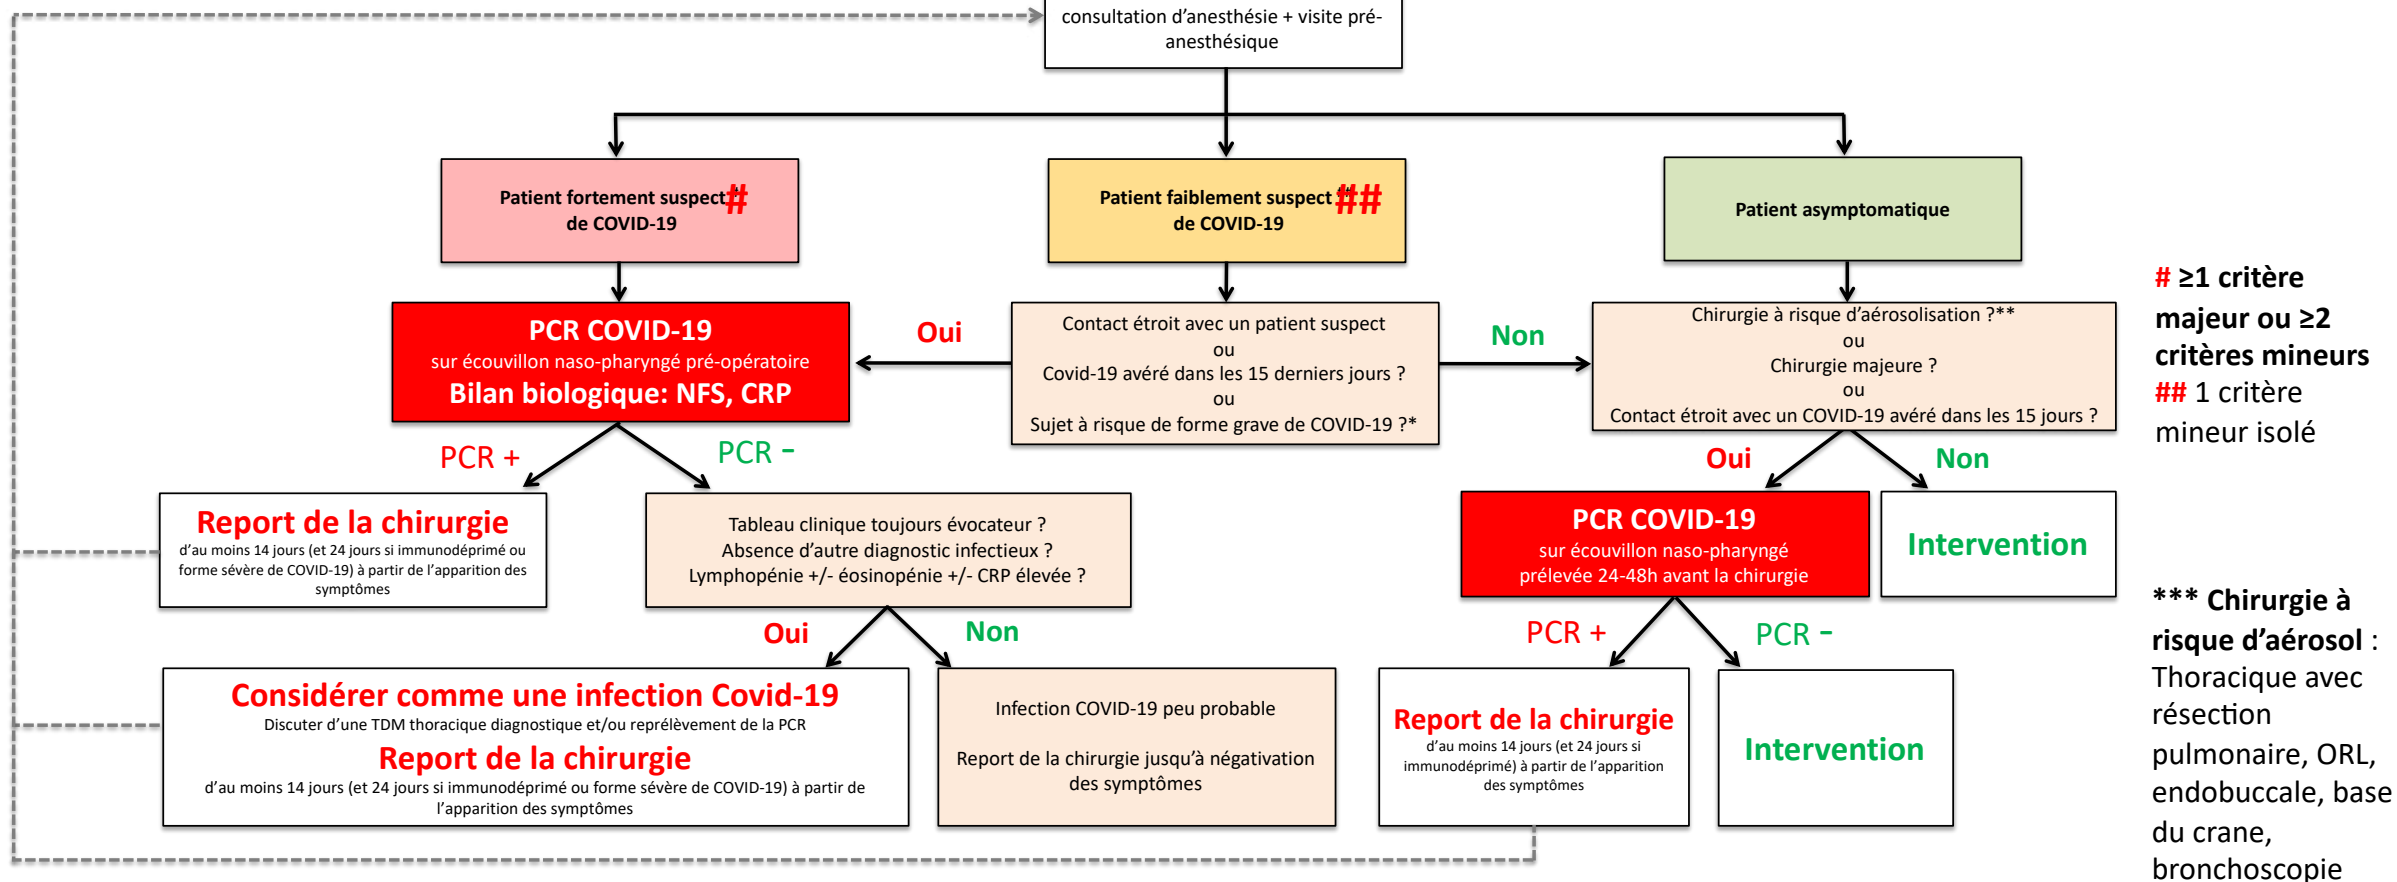 consultation d'anesthésie + visite pré-
anesthésique
Patient fortement suspect #
de COVID-19
Patient faiblement suspect ##
de COVID-19
Patient asymptomatique
PCR COVID-19
sur écouvillon naso-pharyngé pré-opératoire
Bilan biologique: NFS, CRP
Oui
Contact étroit avec un patient suspect
ou
Covid-19 avéré dans les 15 derniers jours ?
ou
Sujet à risque de forme grave de COVID-19 ?*
Non
Chirurgie à risque d'aérosolisation ?**
ou
Chirurgie majeure ?
ou
Contact étroit avec un COVID-19 avéré dans les 15 jours ?
# ≥1 critère
majeur ou ≥2
critères mineurs
## 1 critère
mineur isolé
PCR +
PCR -
Oui
Non
Report de la chirurgie
d'au moins 14 jours (et 24 jours si immunodéprimé ou
forme sévère de COVID-19) à partir de l'apparition des
symptômes
Tableau clinique toujours évocateur ?
Absence d'autre diagnostic infectieux ?
Lymphopénie +/- éosinopénie +/- CRP élevée ?
PCR COVID-19
sur écouvillon naso-pharyngé
prélevée 24-48h avant la chirurgie
Intervention
Oui
Non
PCR +
PCR -
Considérer comme une infection Covid-19
Discuter d'une TDM thoracique diagnostique et/ou reprélèvement de la PCR
Report de la chirurgie
d'au moins 14 jours (et 24 jours si immunodéprimé ou forme sévère de COVID-19) à partir de
l'apparition des symptômes
Infection COVID-19 peu probable
Report de la chirurgie jusqu'à négativation
des symptômes
Report de la chirurgie
d'au moins 14 jours (et 24 jours si
immunodéprimé) à partir de l'apparition
des symptômes
Intervention
*** Chirurgie à
risque d'aérosol :
Thoracique avec
résection
pulmonaire, ORL,
endobuccale, base
du crane,
bronchoscopie